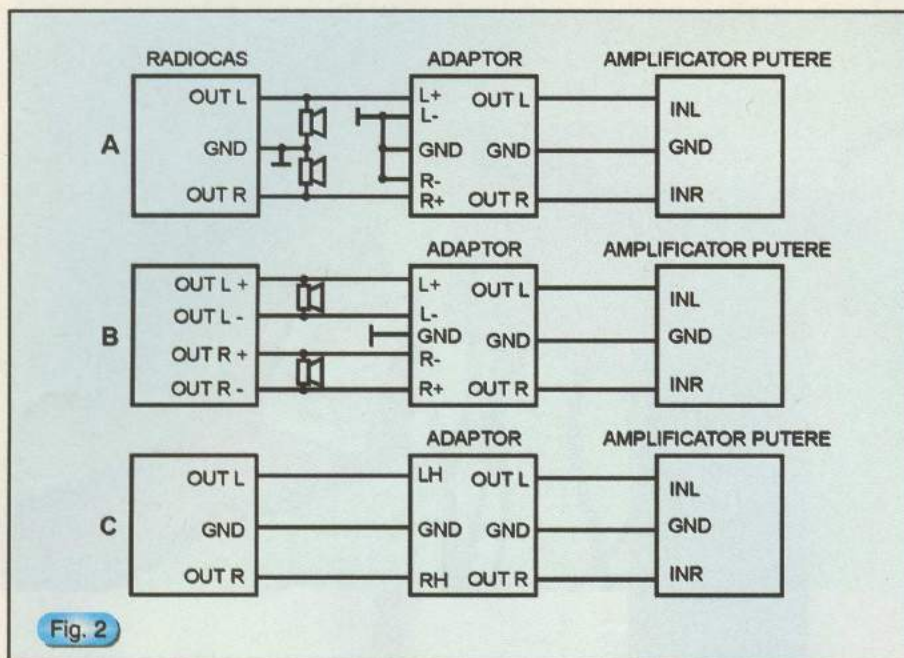 RADIOCAS ADAPTOR AMPLIFICATOR PUTERE
A
OUT L
GND
OUT R
L+
L-
GND
R-
R+
OUT L
GND
OUT R
INL
GND
INR
ADAPTOR AMPLIFICATOR PUTERE
B
OUT L +
OUT L -
OUT R +
OUT R -
L+
L-
GND
R-
R+
OUT L
GND
OUT R
INL
GND
INR
ADAPTOR AMPLIFICATOR PUTERE
C
OUT L
GND
OUT R
LH
GND
RH
OUT L
GND
OUT R
INL
GND
INR
Fig. 2